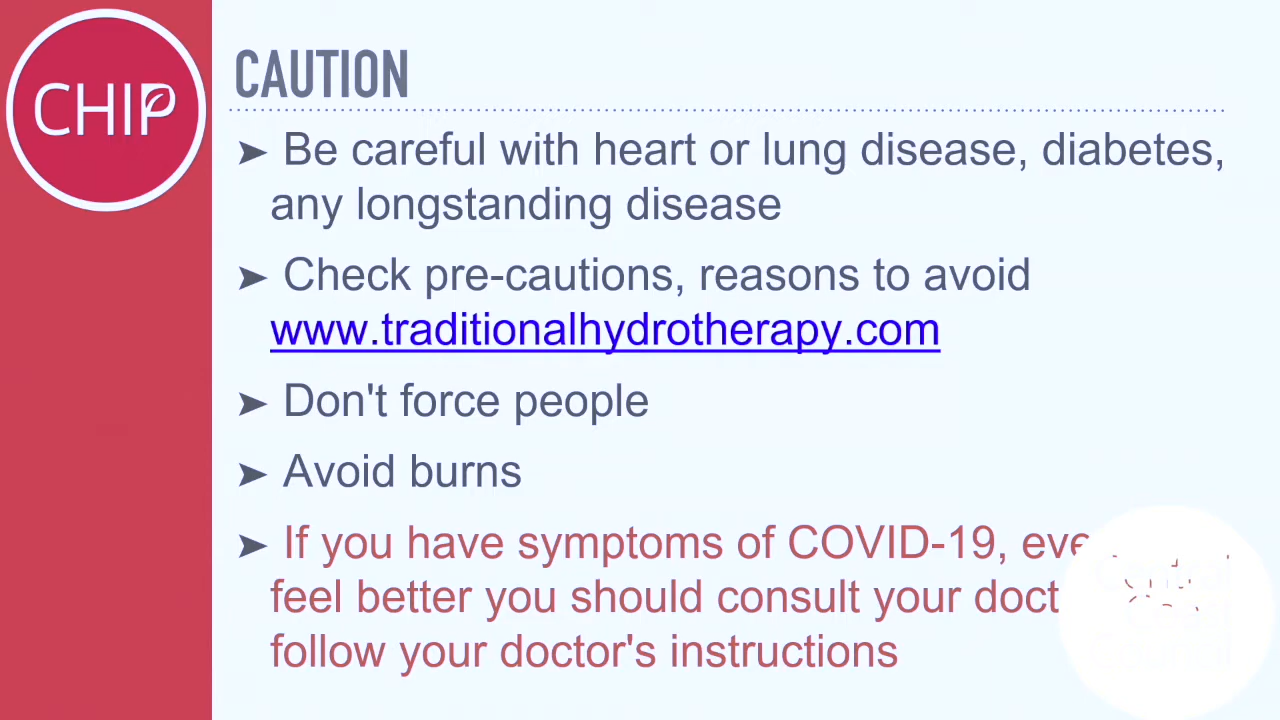 CHIP
CAUTION
➤ Be careful with heart or lung disease, diabetes,
any longstanding disease
➤ Check pre-cautions, reasons to avoid
www.traditionalhydrotherapy.com
➤ Don't force people
➤ Avoid burns
➤ If you have symptoms of COVID-19,
feel better you should consult your
follow your doctor's instructions